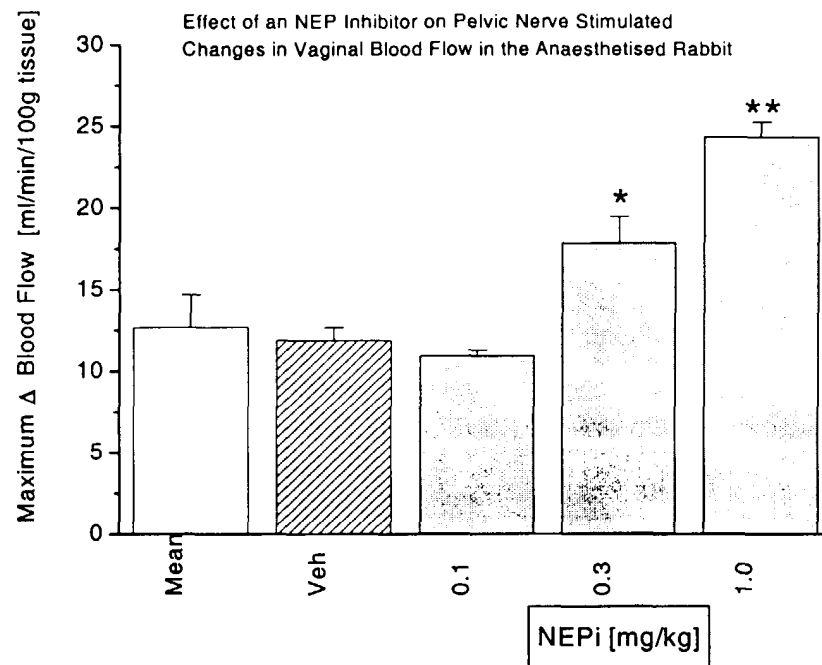 Effect of an NEP Inhibitor on Pelvic Nerve Stimulated
Changes in Vaginal Blood Flow in the Anaesthetised Rabbit
Maximum Δ Blood Flow [ml/min/100g tissue]
30
25
20
15
10
5
0
*
**
Mean
Veh
0.1
0.3
1.0
NEPi [mg/kg]